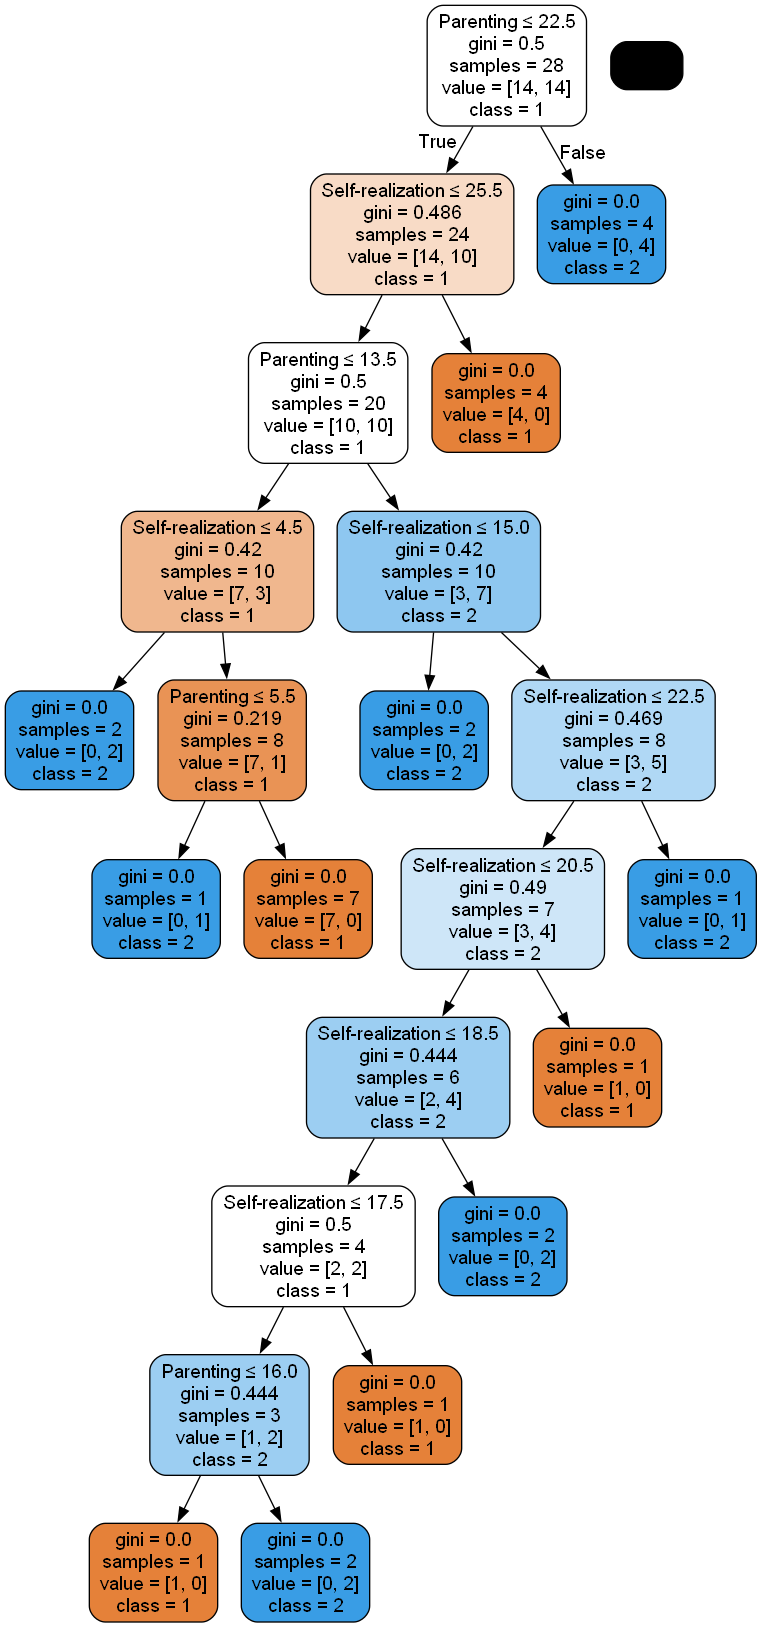 Parenting ≤ 22.5
gini = 0.5
samples = 28
value = [14, 14]
class = 1
True
False
Self-realization ≤ 25.5
gini = 0.486
samples = 24
value = [14, 10]
class = 1
gini = 0.0
samples = 4
value = [0, 4]
class = 2
Parenting ≤ 13.5
gini = 0.5
samples = 20
value = [10, 10]
class = 1
gini = 0.0
samples = 4
value = [4, 0]
class = 1
Self-realization ≤ 4.5
gini = 0.42
samples = 10
value = [7, 3]
class = 1
Self-realization ≤ 15.0
gini = 0.42
samples = 10
value = [3, 7]
class = 2
gini = 0.0
samples = 2
value = [0, 2]
class = 2
Parenting ≤ 5.5
gini = 0.219
samples = 8
value = [7, 1]
class = 1
gini = 0.0
samples = 2
value = [0, 2]
class = 2
Self-realization ≤ 22.5
gini = 0.469
samples = 8
value = [3, 5]
class = 2
gini = 0.0
samples = 1
value = [0, 1]
class = 2
gini = 0.0
samples = 7
value = [7, 0]
class = 1
Self-realization ≤ 20.5
gini = 0.49
samples = 7
value = [3, 4]
class = 2
gini = 0.0
samples = 1
value = [0, 1]
class = 2
Self-realization ≤ 18.5
gini = 0.444
samples = 6
value = [2, 4]
class = 2
gini = 0.0
samples = 1
value = [1, 0]
class = 1
Self-realization ≤ 17.5
gini = 0.5
samples = 4
value = [2, 2]
class = 1
gini = 0.0
samples = 2
value = [0, 2]
class = 2
Parenting ≤ 16.0
gini = 0.444
samples = 3
value = [1, 2]
class = 2
gini = 0.0
samples = 1
value = [1, 0]
class = 1
gini = 0.0
samples = 1
value = [1, 0]
class = 1
gini = 0.0
samples = 2
value = [0, 2]
class = 2